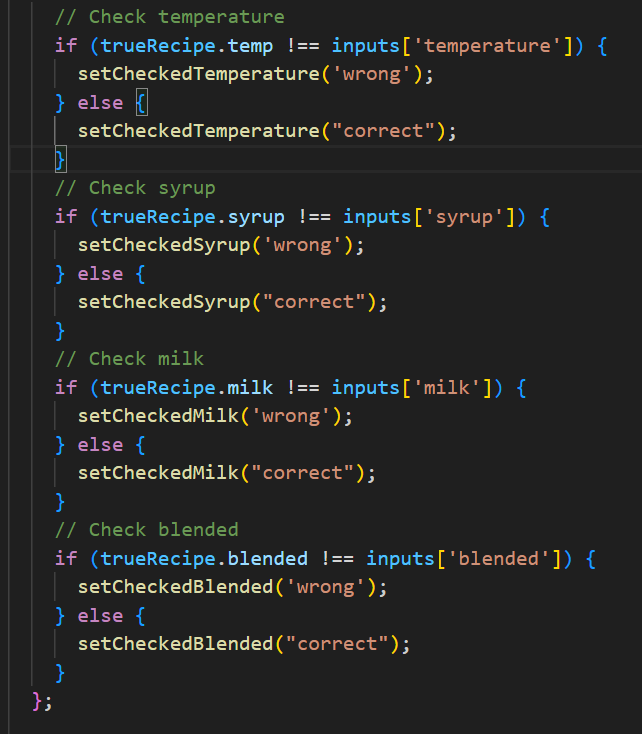 // Check temperature
if (trueRecipe.temp !== inputs['temperature']) {
setCheckedTemperature('wrong');
} else {
setCheckedTemperature("correct");
}
// Check syrup
if (trueRecipe.syrup !== inputs['syrup']) {
setCheckedSyrup('wrong');
} else {
setCheckedSyrup("correct");
}
// Check milk
if (trueRecipe.milk !== inputs['milk']) {
setCheckedMilk('wrong');
} else {
setCheckedMilk("correct");
}
// Check blended
if (trueRecipe.blended !== inputs['blended']) {
setCheckedBlended('wrong');
} else {
setCheckedBlended("correct");
}
};